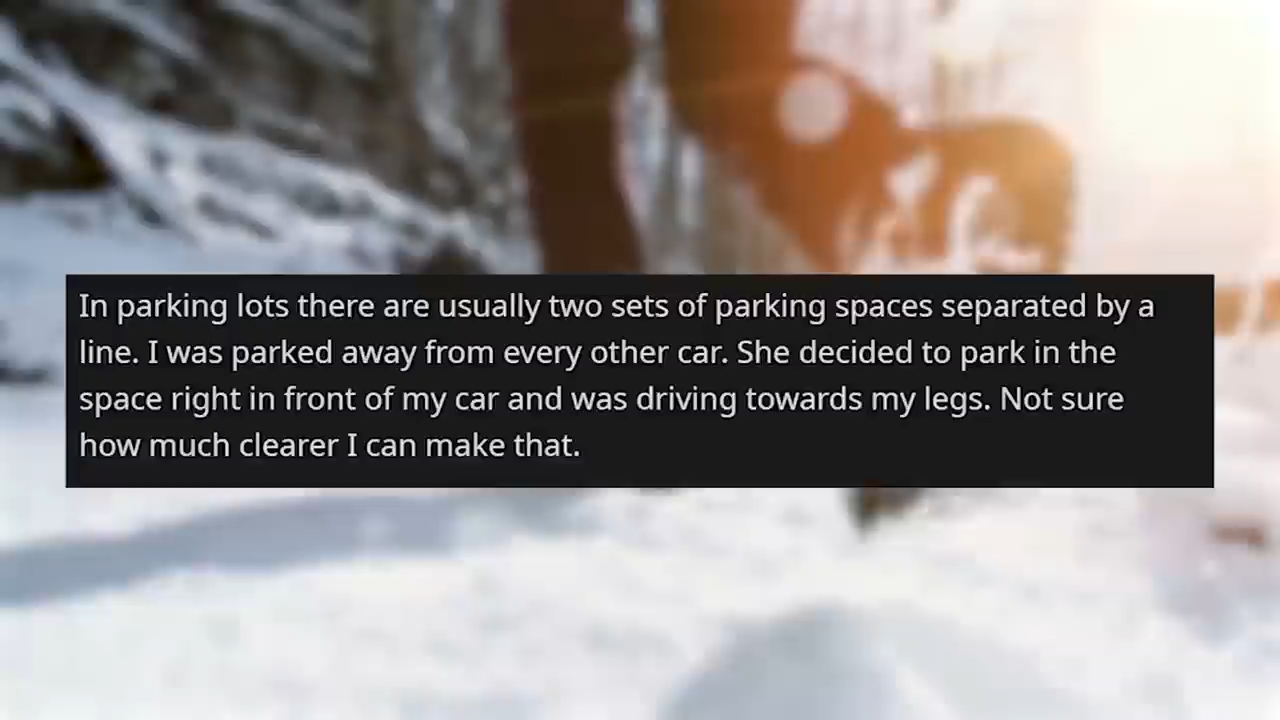 In parking lots there are usually two sets of parking spaces separated by a
line. I was parked away from every other car. She decided to park in the
space right in front of my car and was driving towards my legs. Not sure
how much clearer I can make that.